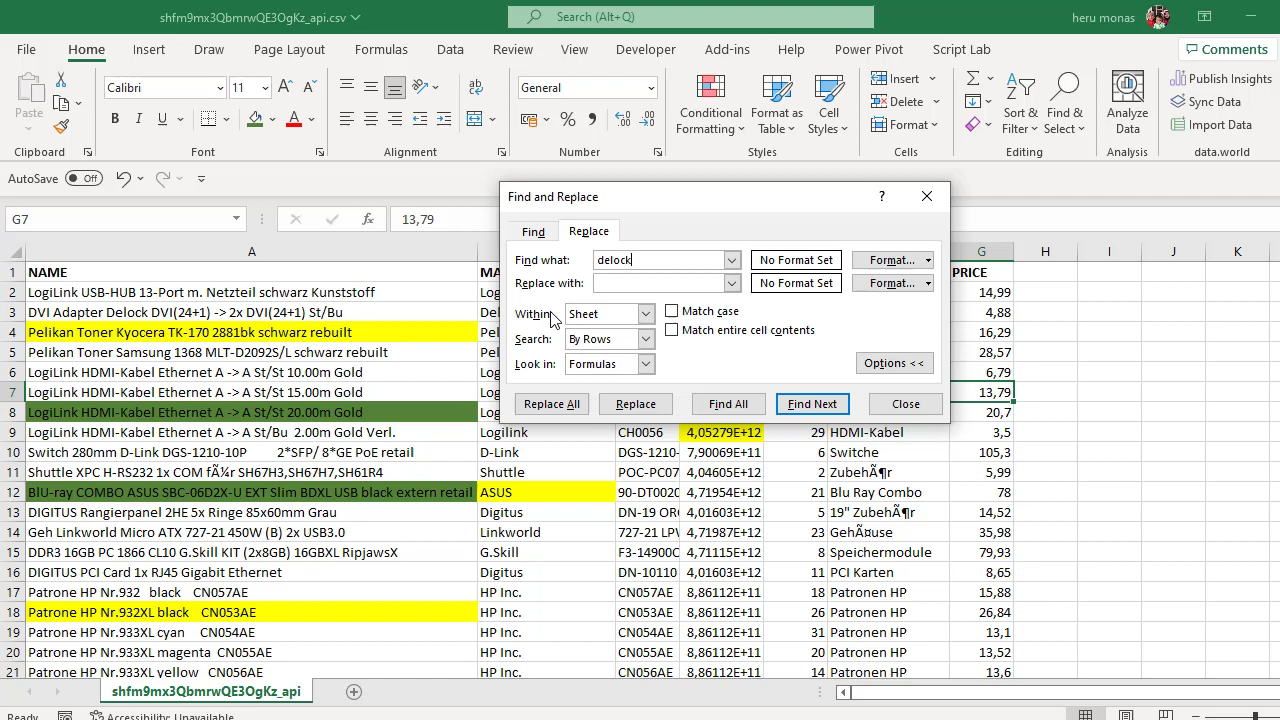 shfm9mx3QbmrwQE3OgKz_api.csv
Search (Alt+Q)
heru monas
File Home Insert Draw Page Layout Formulas Data Review View Developer Add-ins Help Power Pivot Script Lab Comments
Paste
Calibri 11
B I U
General
Conditional Formatting
Format as Table
Cell Styles
Insert
Delete
Format
Sort & Filter
Find & Select
Analyze Data
Publish Insights
Sync Data
Import Data
Clipboard Font Alignment Number Styles Cells Editing Analysis data.world
AutoSave Off
G7 fx 13,79
Find and Replace ? ×
Find Replace
Find what: delock No Format Set Format...
Replace with: No Format Set Format...
Within: Sheet Match case
Search: By Rows Match entire cell contents
Look in: Formulas Options <<
Replace All Replace Find All Find Next Close
A G H I J K
1 NAME PRICE
2 LogiLink USB-HUB 13-Port m. Netzteil schwarz Kunststoff 14,99
3 DVI Adapter Delock DVI(24+1) -> 2x DVI(24+1) St/Bu 4,88
4 Pelikan Toner Kyocera TK-170 2881bk schwarz rebuilt 16,29
5 Pelikan Toner Samsung 1368 MLT-D2092S/L schwarz rebuilt 28,57
6 LogiLink HDMI-Kabel Ethernet A -> A St/St 10.00m Gold 6,79
7 LogiLink HDMI-Kabel Ethernet A -> A St/St 15.00m Gold 13,79
8 LogiLink HDMI-Kabel Ethernet A -> A St/St 20.00m Gold 20,7
9 LogiLink HDMI-Kabel Ethernet A -> A St/Bu 2.00m Gold Verl. Logilink CH0056 4,05279E+12 29 HDMI-Kabel 3,5
10 Switch 280mm D-Link DGS-1210-10P 2*SFP/ 8*GE PoE retail D-Link DGS-1210- 7,90069E+11 6 Switche 105,3
11 Shuttle XPC H-RS232 1x COM fÃ¼r SH67H3,SH67H7,SH61R4 Shuttle POC-PC07 4,04605E+12 2 ZubehÃ¶r 5,99
12 BlU-ray COMBO ASUS SBC-06D2X-U EXT Slim BDXL USB black extern retail ASUS 90-DT0020 4,71954E+12 21 Blu Ray Combo 78
13 DIGITUS Rangierpanel 2HE 5x Ringe 85x60mm Grau Digitus DN-19 ORG 4,01603E+12 5 19" ZubehÃ¶r 14,52
14 Geh Linkworld Micro ATX 727-21 450W (B) 2x USB3.0 Linkworld 727-21 LPV 4,71987E+12 23 GehÃ¤use 35,98
15 DDR3 16GB PC 1866 CL10 G.Skill KIT (2x8GB) 16GBXL RipjawsX G.Skill F3-14900C 4,71115E+12 8 Speichermodule 79,93
16 DIGITUS PCI Card 1x RJ45 Gigabit Ethernet Digitus DN-10110 4,01603E+12 11 PCI Karten 8,65
17 Patrone HP Nr.932 black CN057AE HP Inc. CN057AE 8,86112E+11 18 Patronen HP 15,88
18 Patrone HP Nr.932XL black CN053AE HP Inc. CN053AE 8,86112E+11 26 Patronen HP 26,84
19 Patrone HP Nr.933XL cyan CN054AE HP Inc. CN054AE 8,86112E+11 31 Patronen HP 13,1
20 Patrone HP Nr.933XL magenta CN055AE HP Inc. CN055AE 8,86112E+11 20 Patronen HP 13,52
21 Patrone HP Nr.933XL yellow CN056AE HP Inc. CN056AE 8,86112E+11 14 Patronen HP 13,6
shfm9mx3QbmrwQE3OgKz_api
Ready Accessibility: Unavailable